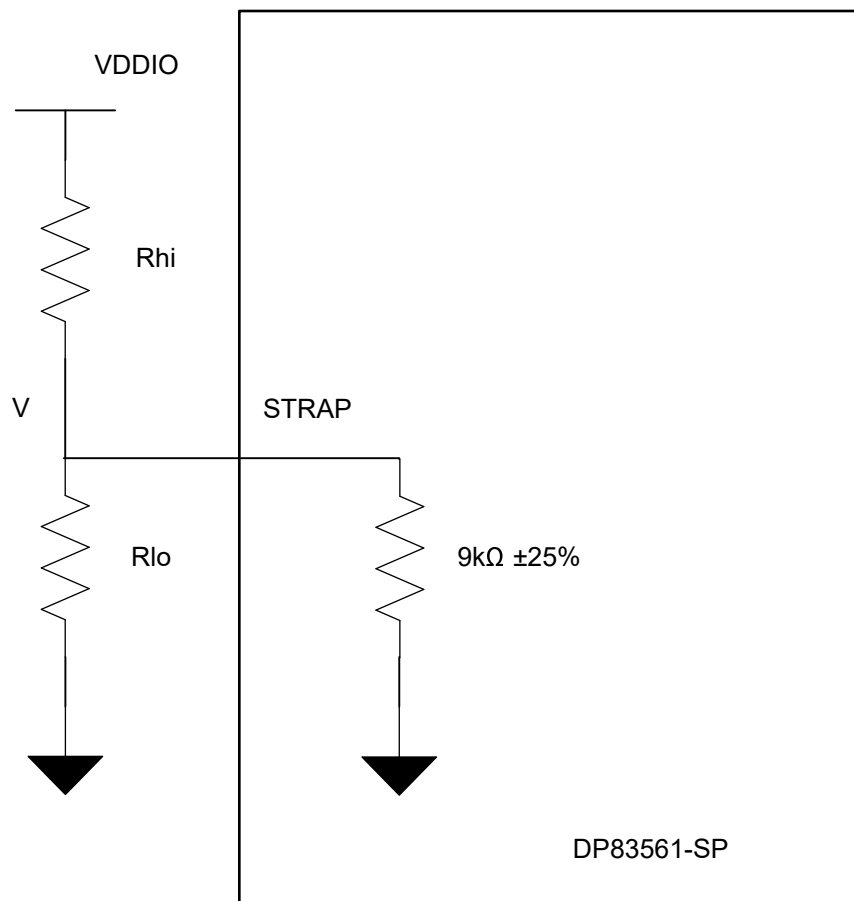 VDDIO
Rhi
V
STRAP
Rlo
9kΩ ±25%
DP83561-SP